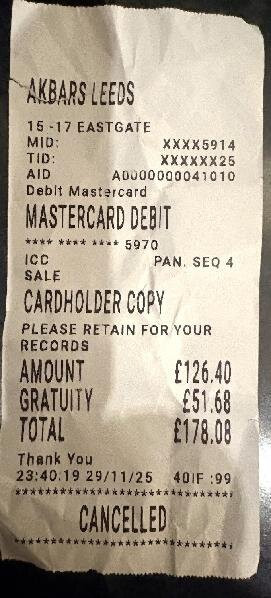 AKBARS LEEDS
15 -17 EASTGATE
MID: XXXX5914
TID: XXXXXX25
AID A0000000041010
Debit Mastercard
MASTERCARD DEBIT
**** **** **** 5970
ICC PAN. SEQ 4
SALE
CARDHOLDER COPY
PLEASE RETAIN FOR YOUR
RECORDS
AMOUNT £126.40
GRATUITY £51.68
TOTAL £178.08
Thank You
23:40.19 29/11/25 40IF :99
********************************
CANCELLED
********************************